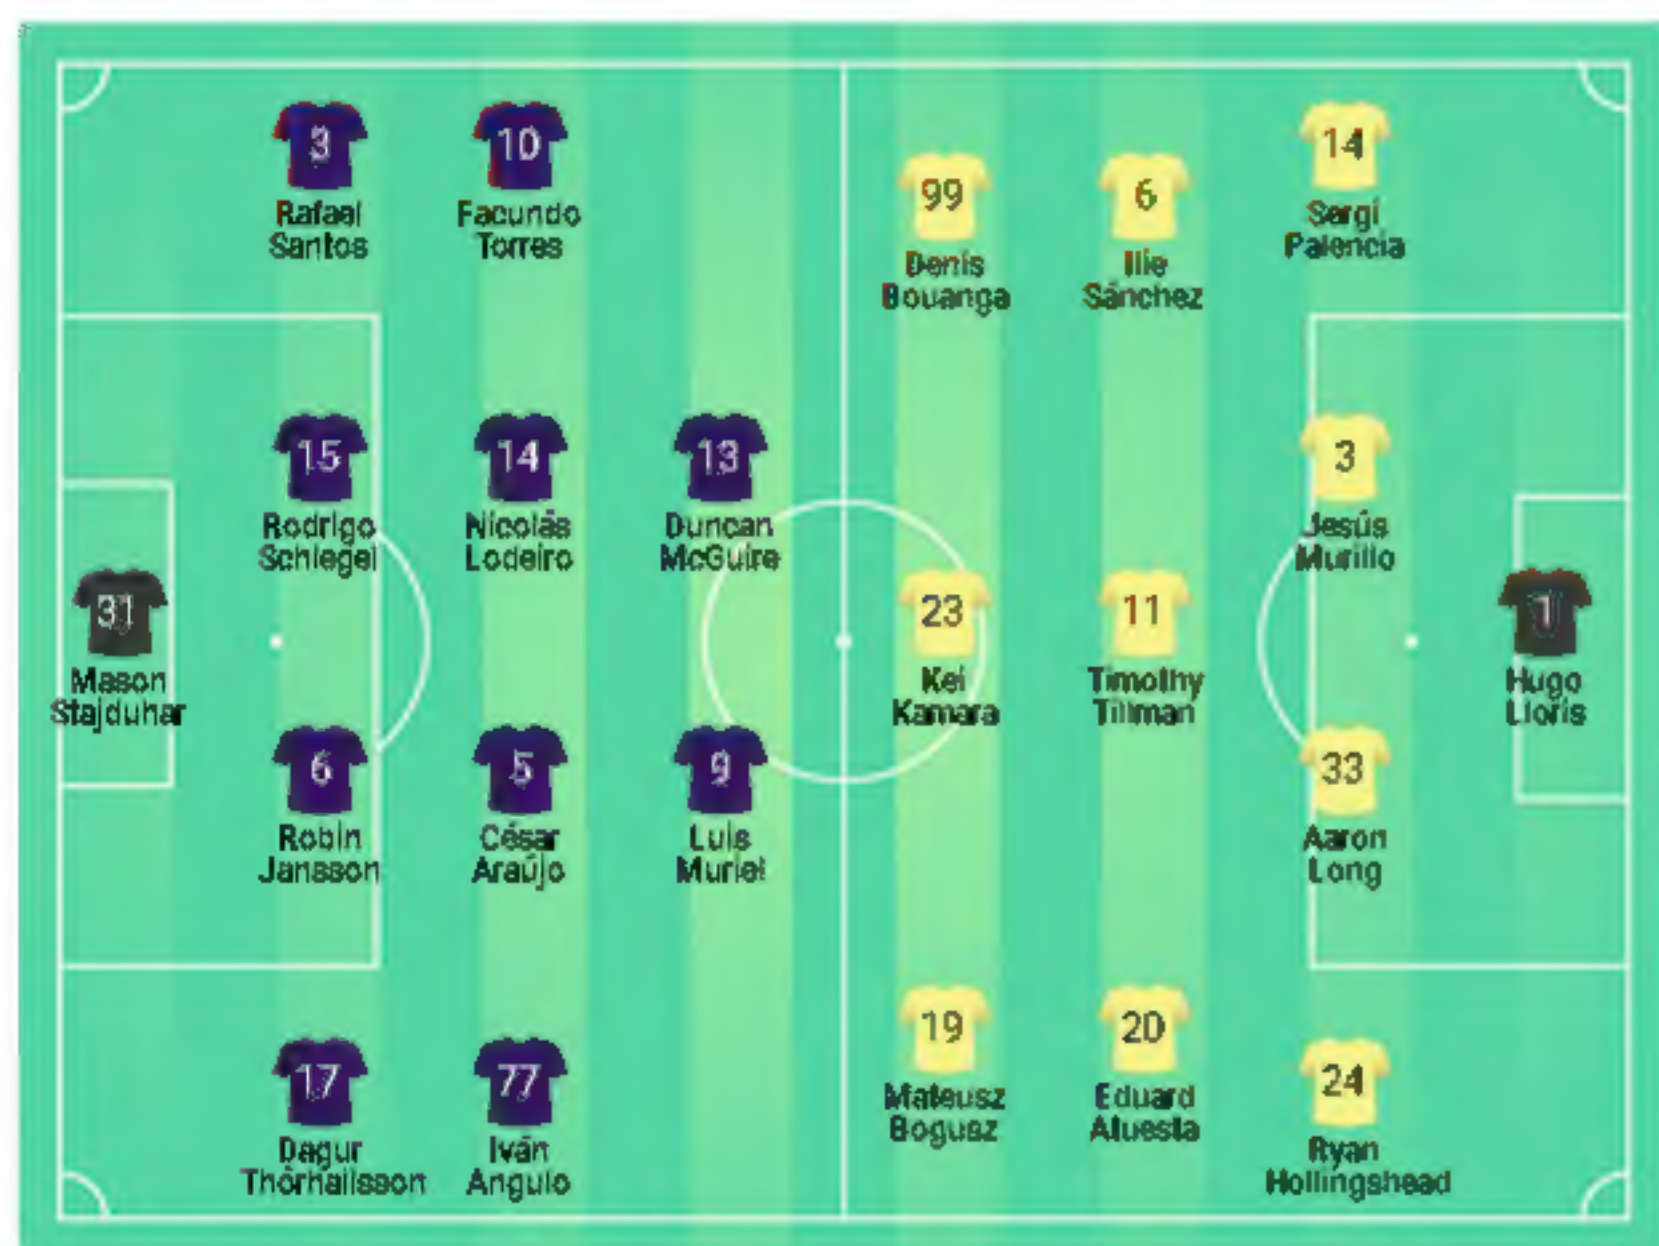 3
Rafael
Santos
10
Facundo
Torres
99
Denis
Bouanga
6
Ilie
Sánchez
14
Sergi
Palencia
15
Rodrigo
Schlegel
14
Nicolás
Lodeiro
13
Duncan
McGuire
3
Jesús
Murillo
31
Mason
Stajduhar
23
Kei
Kamara
11
Timothy
Tillman
1
Hugo
Lloris
6
Robin
Jansson
5
César
Araújo
9
Luis
Muriel
33
Aaron
Long
17
Dagur
Thórhallsson
77
Iván
Angulo
19
Mateusz
Bogusz
20
Eduard
Atuesta
24
Ryan
Hollingshead